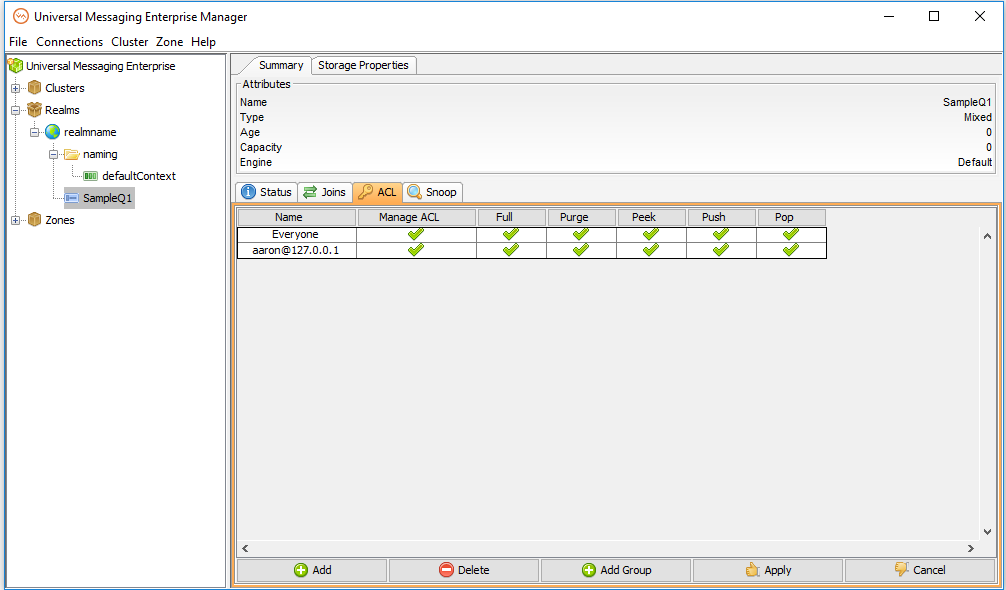 Universal Messaging Enterprise Manager
File Connections Cluster Zone Help
Universal Messaging Enterprise
Clusters
Realms
realmname
naming
defaultContext
SampleQ1
Zones
Summary Storage Properties
Attributes
Name SampleQ1
Type Mixed
Age 0
Capacity 0
Engine Default
Status Joins ACL Snoop
Name Manage ACL Full Purge Peek Push Pop
Everyone
aaron@127.0.0.1
Add Delete Add Group Apply Cancel